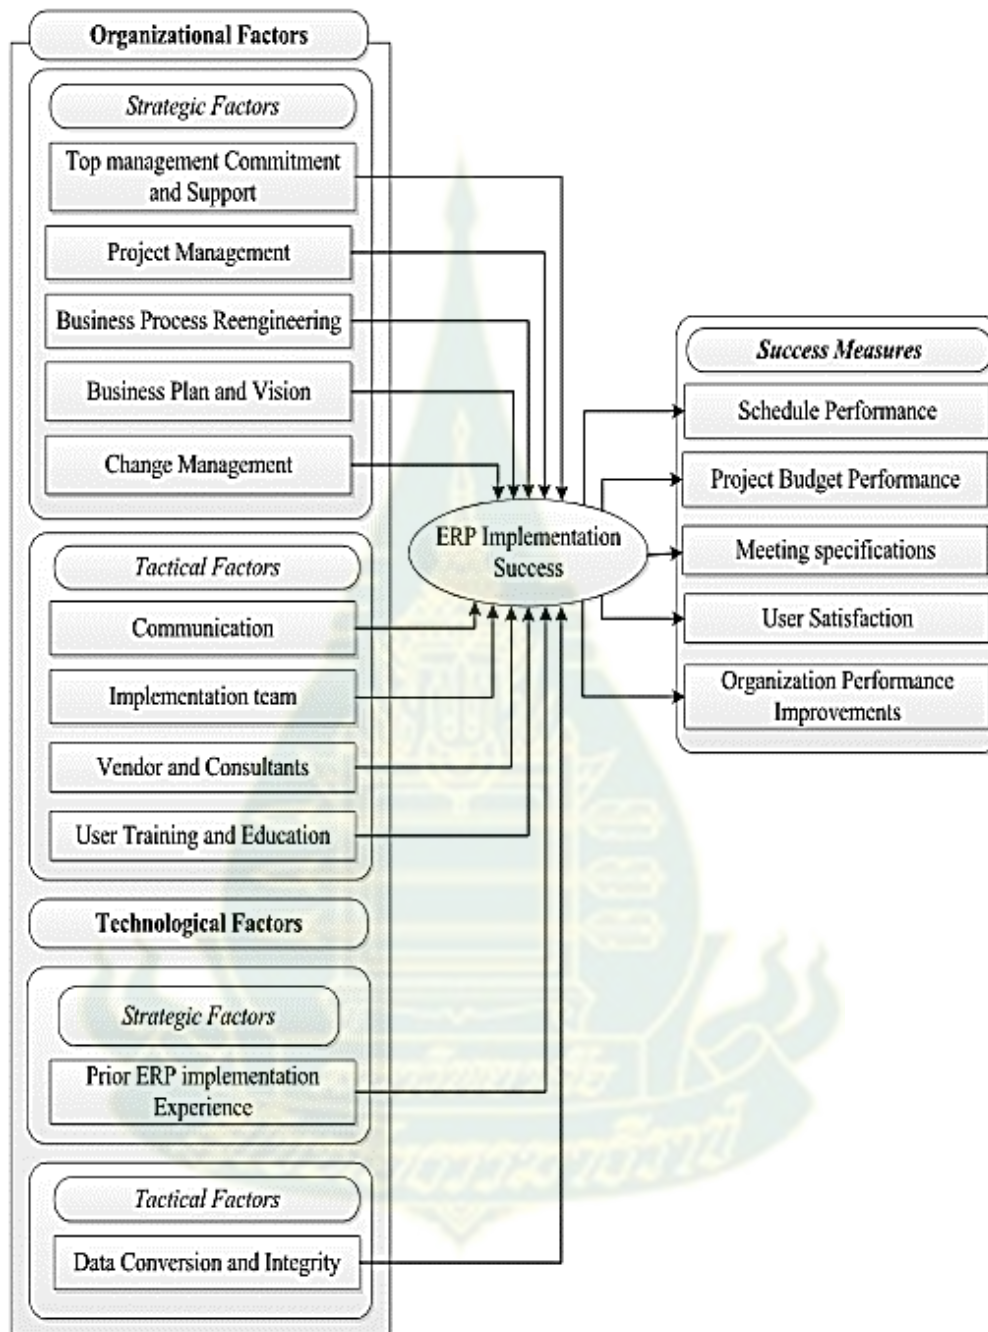 Organizational Factors
Strategic Factors
Top management Commitment
and Support
Project Management
Business Process Reengineering
Business Plan and Vision
Change Management
Tactical Factors
Communication
Implementation team
Vendor and Consultants
User Training and Education
Technological Factors
Strategic Factors
Prior ERP implementation
Experience
Tactical Factors
Data Conversion and Integrity
ERP Implementation
Success
Success Measures
Schedule Performance
Project Budget Performance
Meeting specifications
User Satisfaction
Organization Performance
Improvements